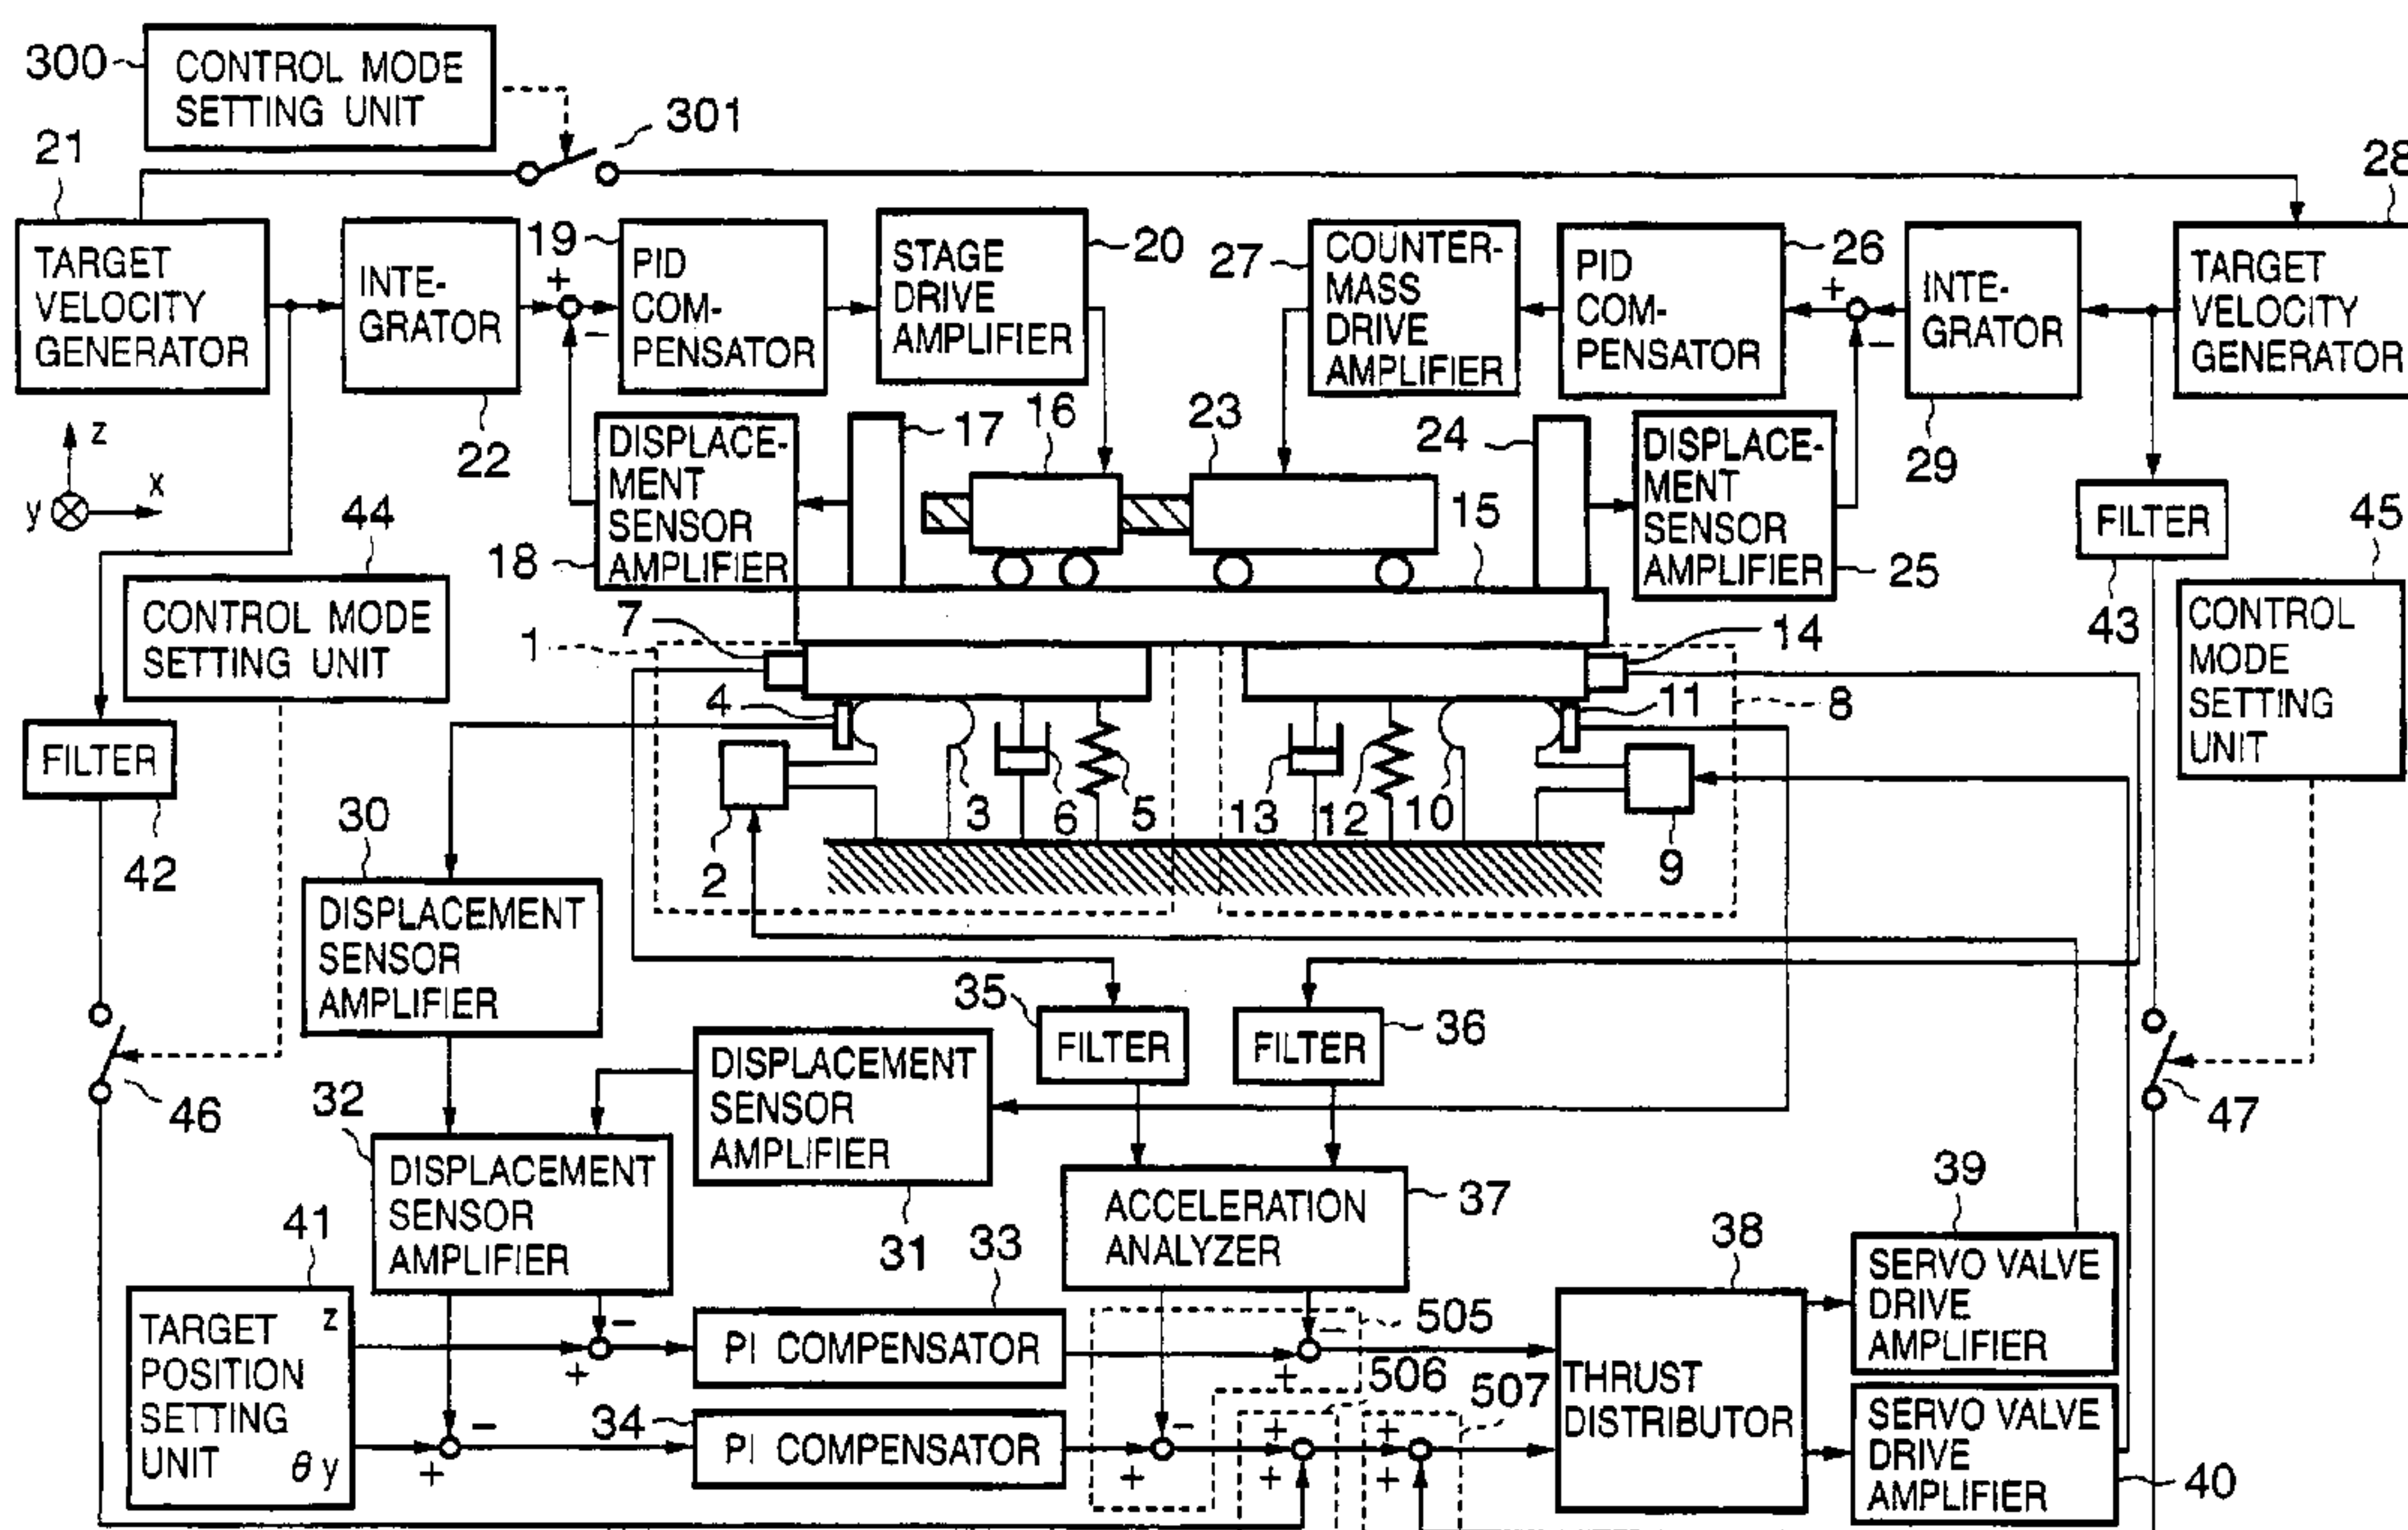 300
CONTROL MODE
SETTING UNIT
301
21
28
TARGET
VELOCITY
GENERATOR
INTE-
GRATOR
22
19
+
−
PID
COM-
PENSATOR
STAGE
DRIVE
AMPLIFIER
20
27
COUNTER-
MASS
DRIVE
AMPLIFIER
PID
COM-
PENSATOR
26
+
−
INTE-
GRATOR
29
TARGET
VELOCITY
GENERATOR
z
y
x
44
CONTROL MODE
SETTING UNIT
18
DISPLACE-
MENT
SENSOR
AMPLIFIER
17
16
23
15
24
DISPLACE-
MENT
SENSOR
AMPLIFIER
25
FILTER
43
45
CONTROL
MODE
SETTING
UNIT
1
7
14
4
11
8
FILTER
42
2
3
6
5
13
12
10
9
30
DISPLACEMENT
SENSOR
AMPLIFIER
35
FILTER
FILTER
36
46
47
DISPLACEMENT
SENSOR
AMPLIFIER
31
32
DISPLACEMENT
SENSOR
AMPLIFIER
ACCELERATION
ANALYZER
37
41
TARGET
POSITION
SETTING
UNIT
z
θ y
−
+
−
+
33
PI COMPENSATOR
34
PI COMPENSATOR
505
−
+
−
+
506
+
+
507
+
+
38
THRUST
DISTRIBUTOR
39
SERVO VALVE
DRIVE
AMPLIFIER
SERVO VALVE
DRIVE
AMPLIFIER
40